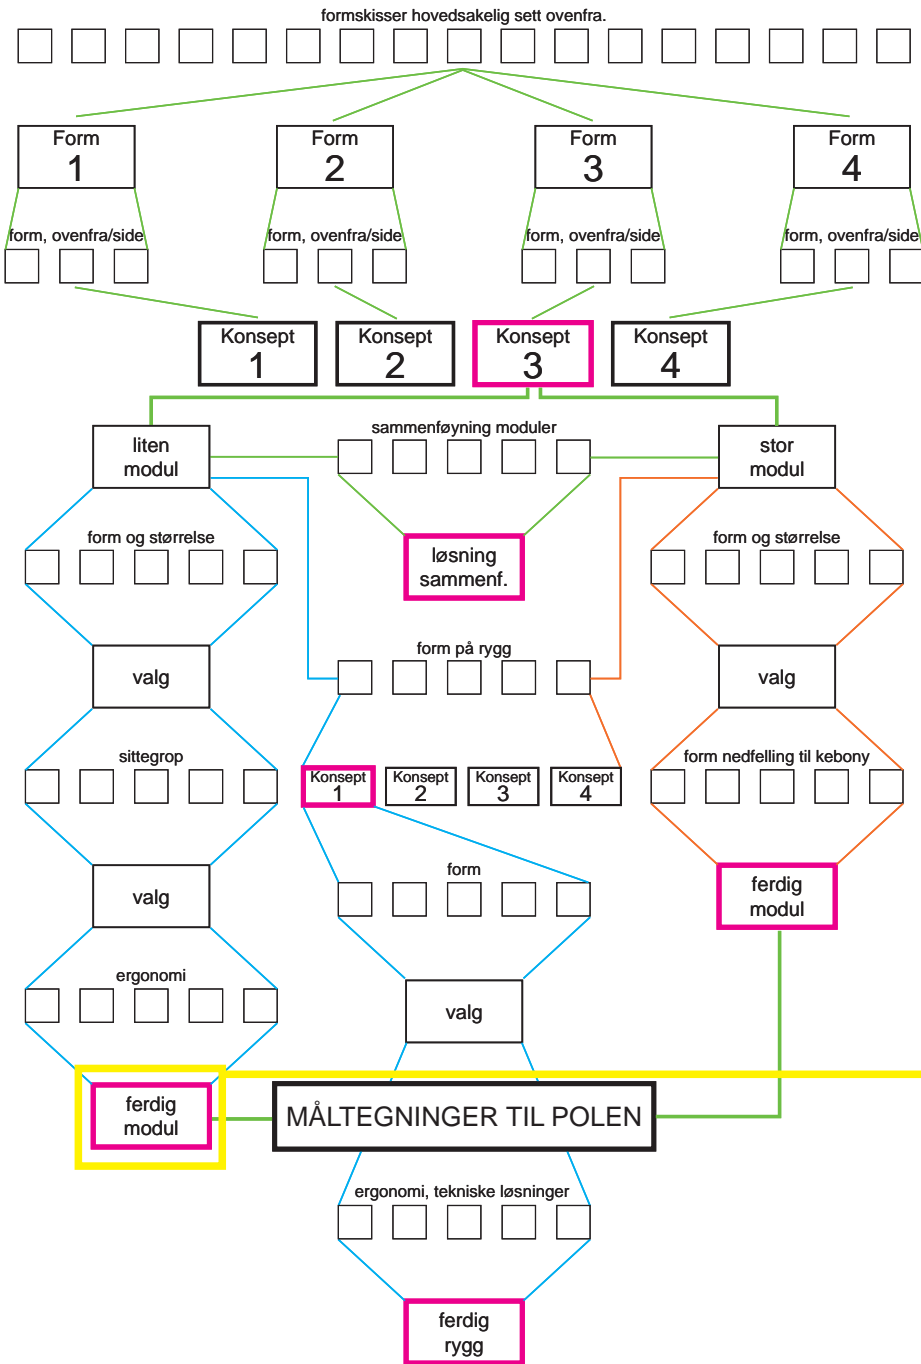 formskisser hovedsakelig sett ovenfra.
Form
1
Form
2
Form
3
Form
4
form, ovenfra/side
form, ovenfra/side
form, ovenfra/side
form, ovenfra/side
Konsept
1
Konsept
2
Konsept
3
Konsept
4
liten
modul
sammenføyning moduler
stor
modul
form og størrelse
løsning
sammenf.
form og størrelse
valg
form på rygg
valg
sittegrop
Konsept
1
Konsept
2
Konsept
3
Konsept
4
form nedfelling til kebony
valg
form
ferdig
modul
ergonomi
valg
ferdig
modul
MÅLTEGNINGER TIL POLEN
ergonomi, tekniske løsninger
ferdig
rygg